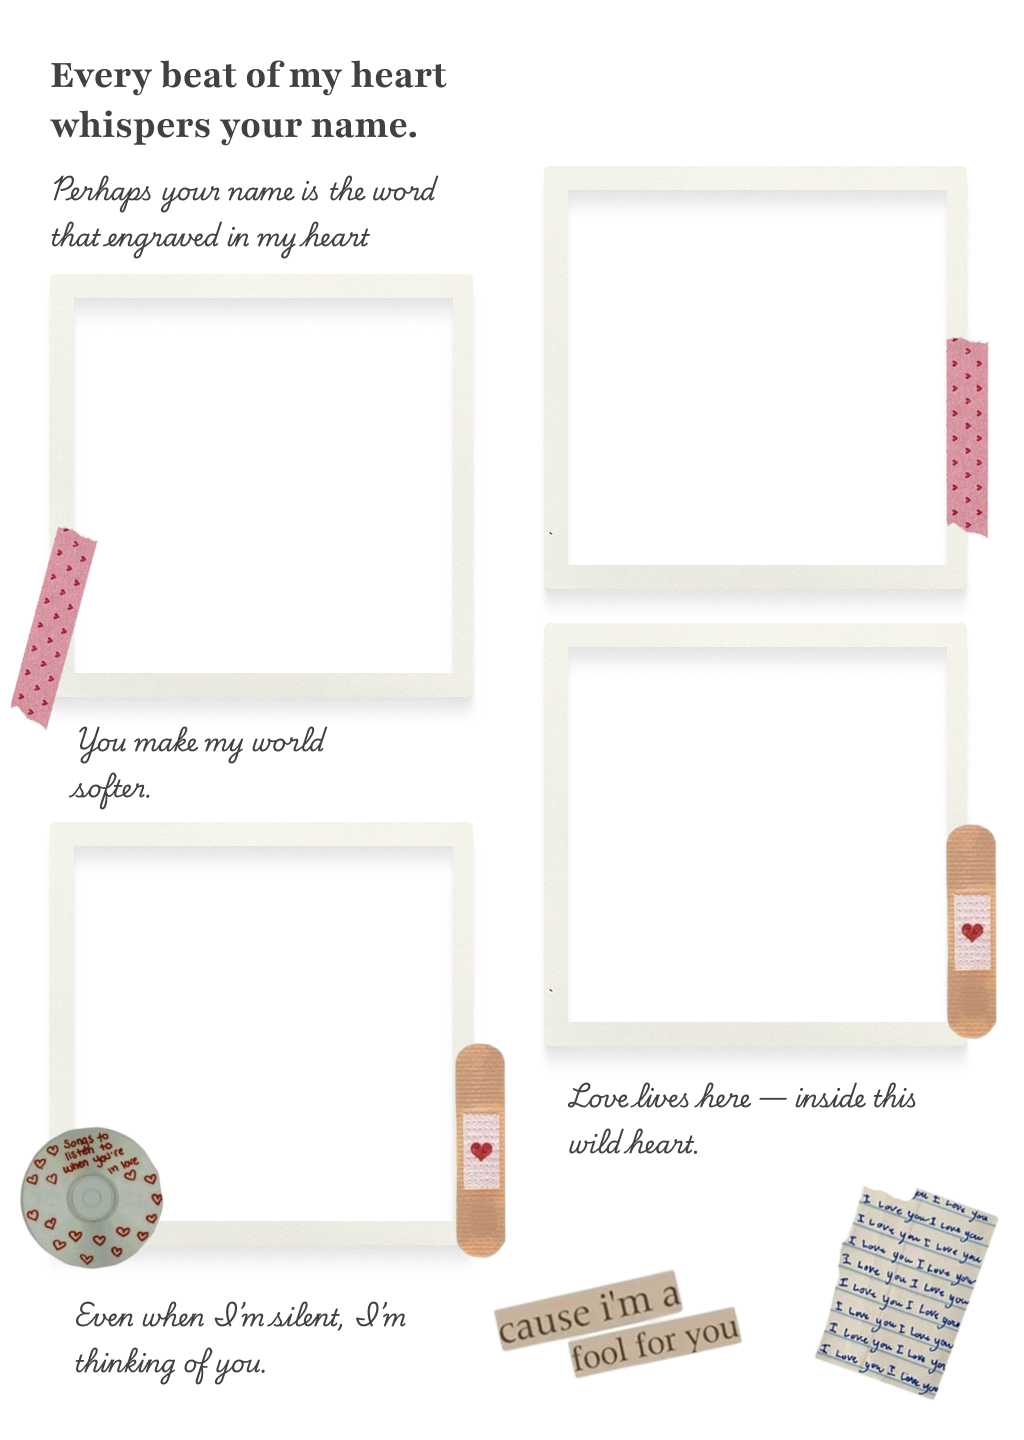 Every beat of my heart
whispers your name.
Perhaps your name is the word
that engraved in my heart
You make my world
softer.
Songs to
listen to
when you're
in love
Even when I'm silent, I'm
thinking of you.
Love lives here — inside this
wild heart.
cause i'm a
fool for you
you I love you
I love you I love you
I love you I love you
I love you I love you
I love you I love you
I love you I love you
I love you I love you
I love you I love you
I love you I love you